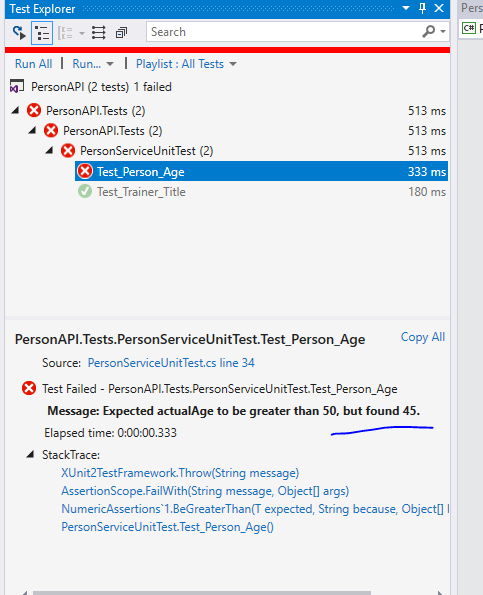 Test Explorer
Search
Run All | Run... | Playlist : All Tests
PersonAPI (2 tests) 1 failed
PersonAPI.Tests (2) 513 ms
PersonAPI.Tests (2) 513 ms
PersonServiceUnitTest (2) 513 ms
Test_Person_Age 333 ms
Test_Trainer_Title 180 ms
PersonAPI.Tests.PersonServiceUnitTest.Test_Person_Age Copy All
Source: PersonServiceUnitTest.cs line 34
Test Failed - PersonAPI.Tests.PersonServiceUnitTest.Test_Person_Age
Message: Expected actualAge to be greater than 50, but found 45.
Elapsed time: 0:00:00.333
StackTrace:
XUnit2TestFramework.Throw(String message)
AssertionScope.FailWith(String message, Object[] args)
NumericAssertions`1.BeGreaterThan(T expected, String because, Object[]
PersonServiceUnitTest.Test_Person_Age()
Pers
C#